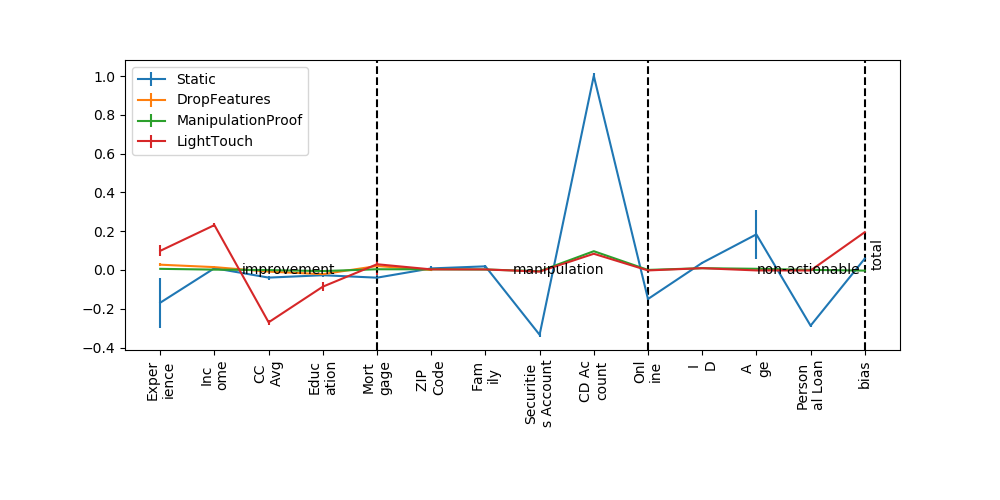 Static
DropFeatures
ManipulationProof
LightTouch
1.0
0.8
0.6
0.4
0.2
0.0
−0.2
−0.4
improvement
manipulation
non-actionable
total
Exper
ience
Inc
ome
CC
Avg
Educ
ation
Mort
gage
ZIP
Code
Fam
ily
Securitie
s Account
CD Ac
count
Onl
ine
I
D
A
ge
Person
al Loan
bias